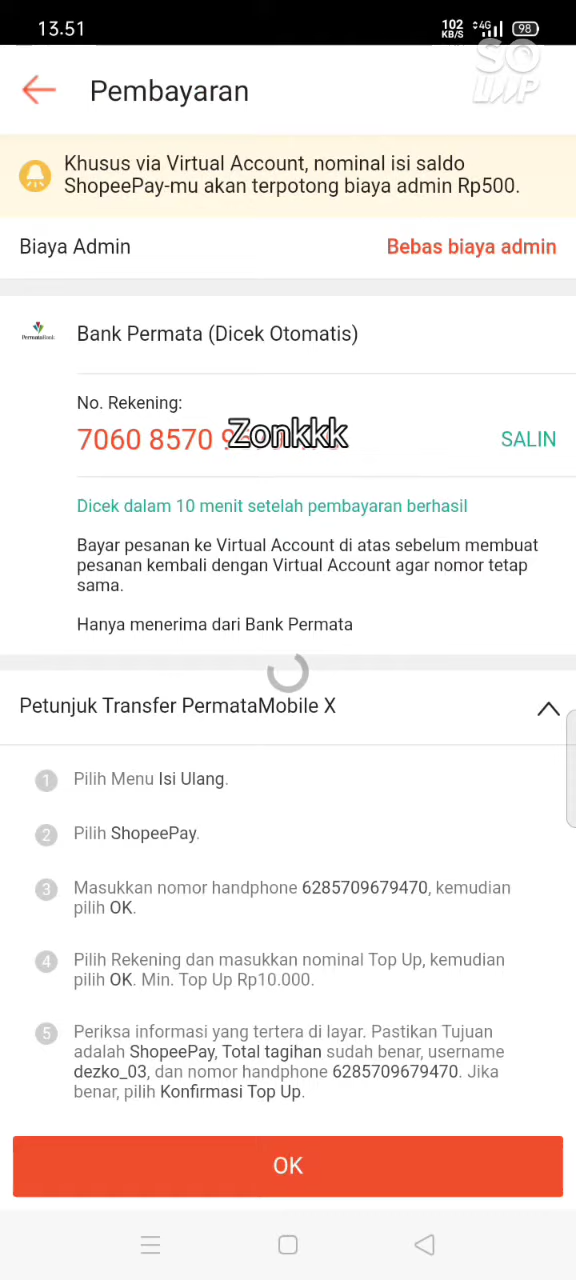 13.51
102
KB/S
4G
98
SO
Pembayaran
Khusus via Virtual Account, nominal isi saldo
ShopeePay-mu akan terpotong biaya admin Rp500.
Biaya Admin
Bebas biaya admin
PermataBank
Bank Permata (Dicek Otomatis)
No. Rekening:
7060 8570
Zonkkk
SALIN
Dicek dalam 10 menit setelah pembayaran berhasil
Bayar pesanan ke Virtual Account di atas sebelum membuat
pesanan kembali dengan Virtual Account agar nomor tetap
sama.
Hanya menerima dari Bank Permata
Petunjuk Transfer PermataMobile X
1 Pilih Menu Isi Ulang.
2 Pilih ShopeePay.
3 Masukkan nomor handphone 6285709679470, kemudian
pilih OK.
4 Pilih Rekening dan masukkan nominal Top Up, kemudian
pilih OK. Min. Top Up Rp10.000.
5 Periksa informasi yang tertera di layar. Pastikan Tujuan
adalah ShopeePay, Total tagihan sudah benar, username
dezko_03, dan nomor handphone 6285709679470. Jika
benar, pilih Konfirmasi Top Up.
OK